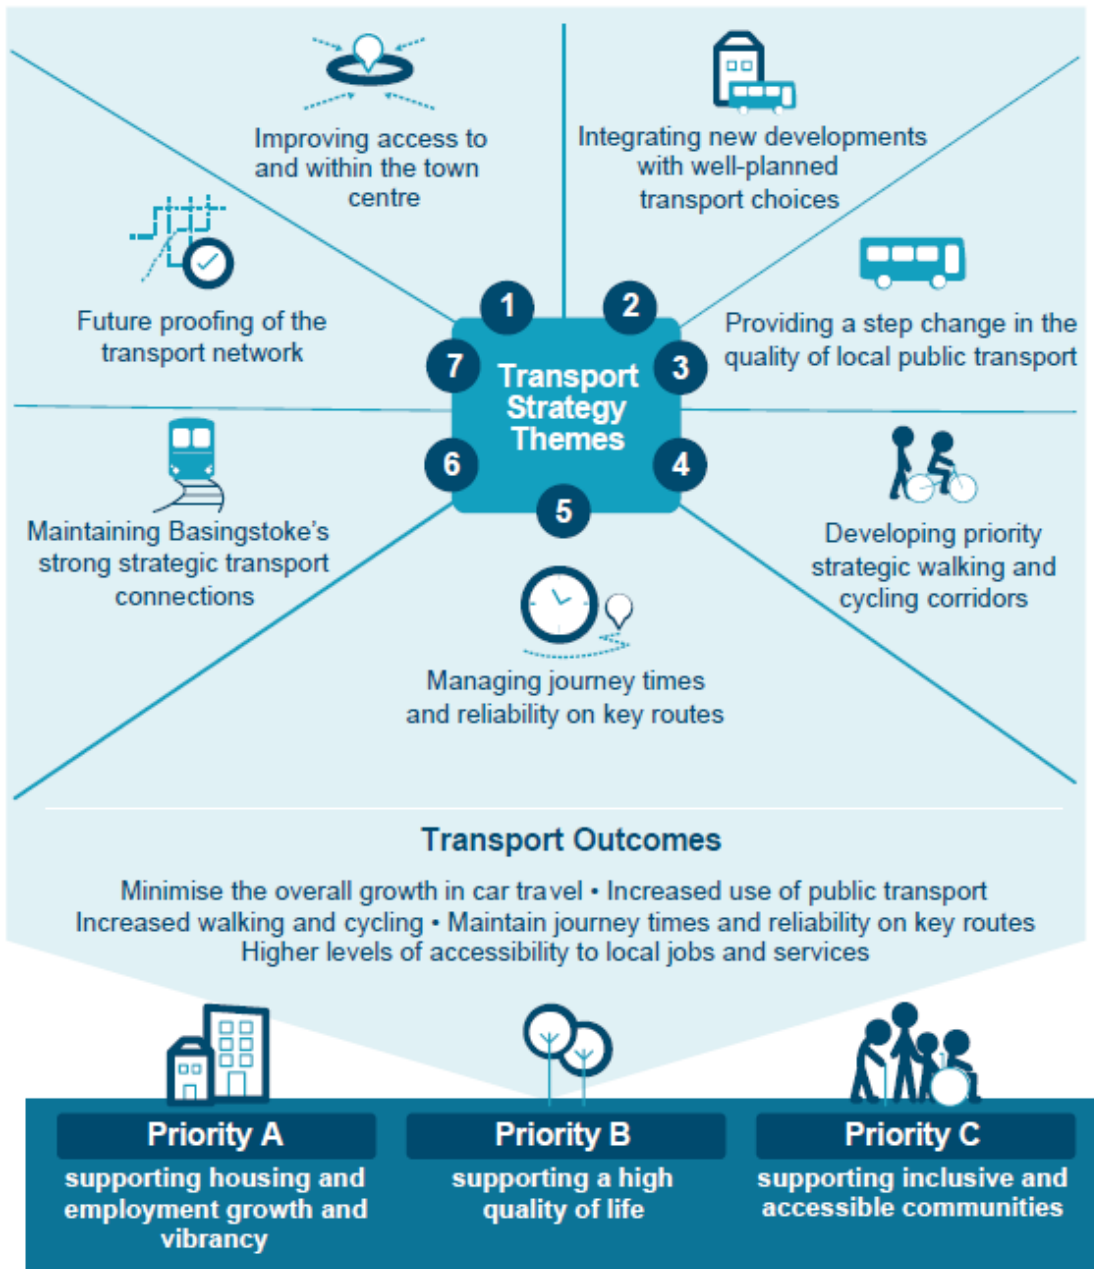 Improving access to
and within the town
centre
Integrating new developments
with well-planned
transport choices
Future proofing of the
transport network
Providing a step change in the
quality of local public transport
1
2
7
3
Transport
Strategy
Themes
6
4
5
Maintaining Basingstoke's
strong strategic transport
connections
Developing priority
strategic walking and
cycling corridors
Managing journey times
and reliability on key routes
Transport Outcomes
Minimise the overall growth in car travel • Increased use of public transport
Increased walking and cycling • Maintain journey times and reliability on key routes
Higher levels of accessibility to local jobs and services
Priority A
supporting housing and
employment growth and
vibrancy
Priority B
supporting a high
quality of life
Priority C
supporting inclusive and
accessible communities